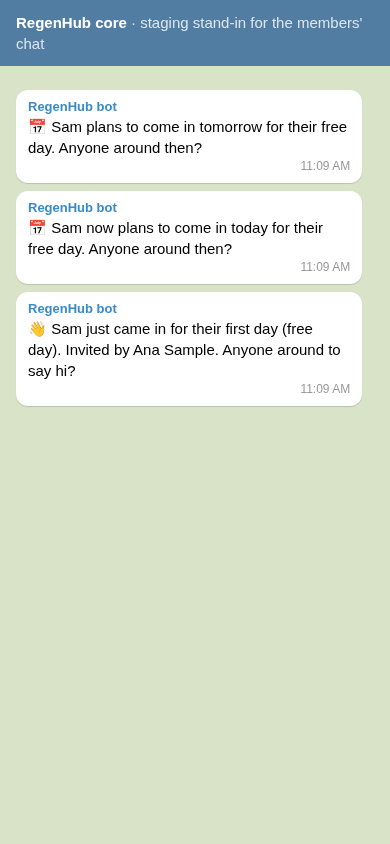 RegenHub core · staging stand-in for the members'
chat
RegenHub bot
📅 Sam plans to come in tomorrow for their free
day. Anyone around then?
11:09 AM
RegenHub bot
📅 Sam now plans to come in today for their
free day. Anyone around then?
11:09 AM
RegenHub bot
👋 Sam just came in for their first day (free
day). Invited by Ana Sample. Anyone around to
say hi?
11:09 AM